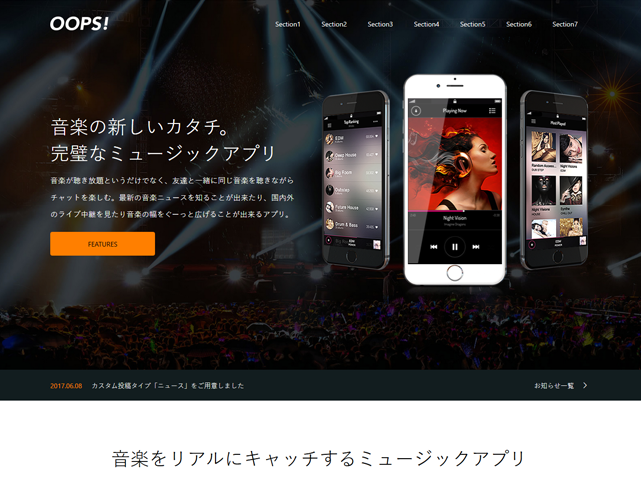 OOPS!
Section1 Section2 Section3 Section4 Section5 Section6 Section7
音楽の新しいカタチ。
完璧なミュージックアプリ
音楽が聴き放題というだけでなく、友達と一緒に同じ音楽を聴きながら
チャットを楽しむ。最新の音楽ニュースを知ることが出来たり、国内外
のライブ中継を見たり音楽の幅をぐーっと広げることが出来るアプリ。
FEATURES
Top Ranking
EDM
Deep House
Big Room
Dubstep
Future House
Drum & Bass
EDM
Playing Now
Night Vision
Imagine Dragons
Most Played
Night Visions
EDM
2017.06.08 カスタム投稿タイプ「ニュース」をご用意しました
お知らせ一覧
音楽をリアルにキャッチするミュージックアプリ